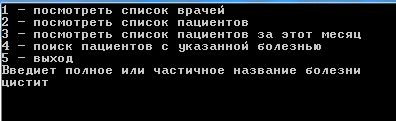 1 - посмотреть список врачей
2 - посмотреть список пациентов
3 - посмотреть список пациентов за этот месяц
4 - поиск пациентов с указанной болезнью
5 - выход
Введиет полное или частичное название болезни
цистит